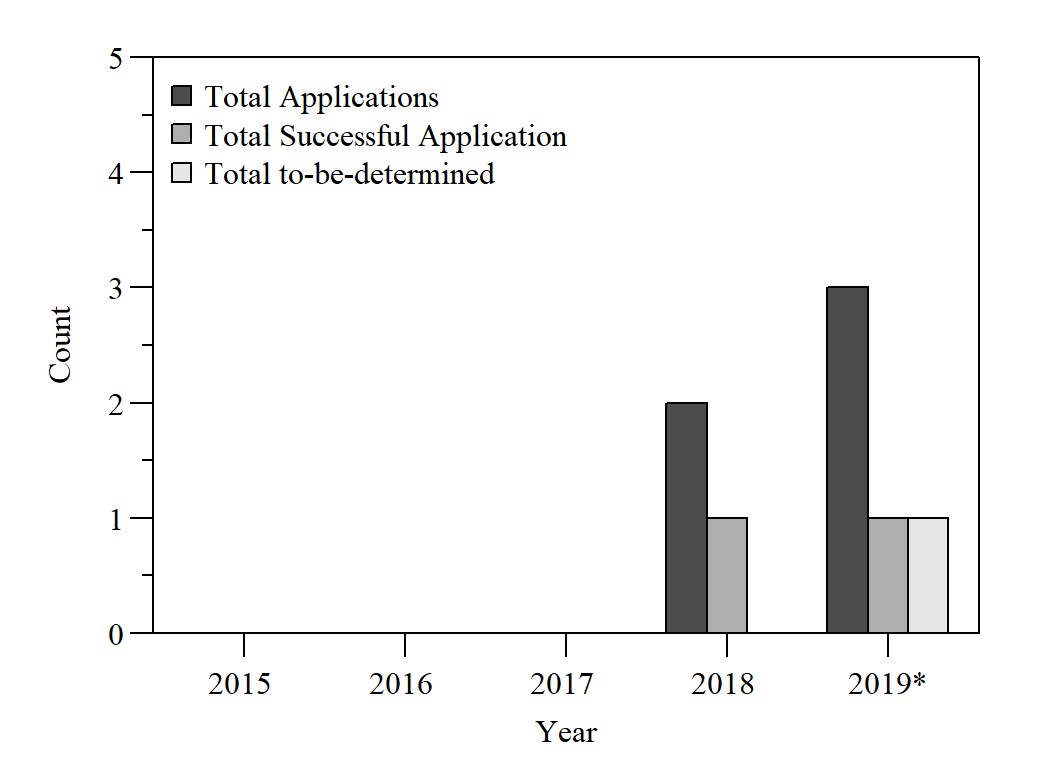 5
Total Applications
Total Successful Application
4
Total to-be-determined
3
Count
2
1
0
2015 2016 2017 2018 2019*
Year